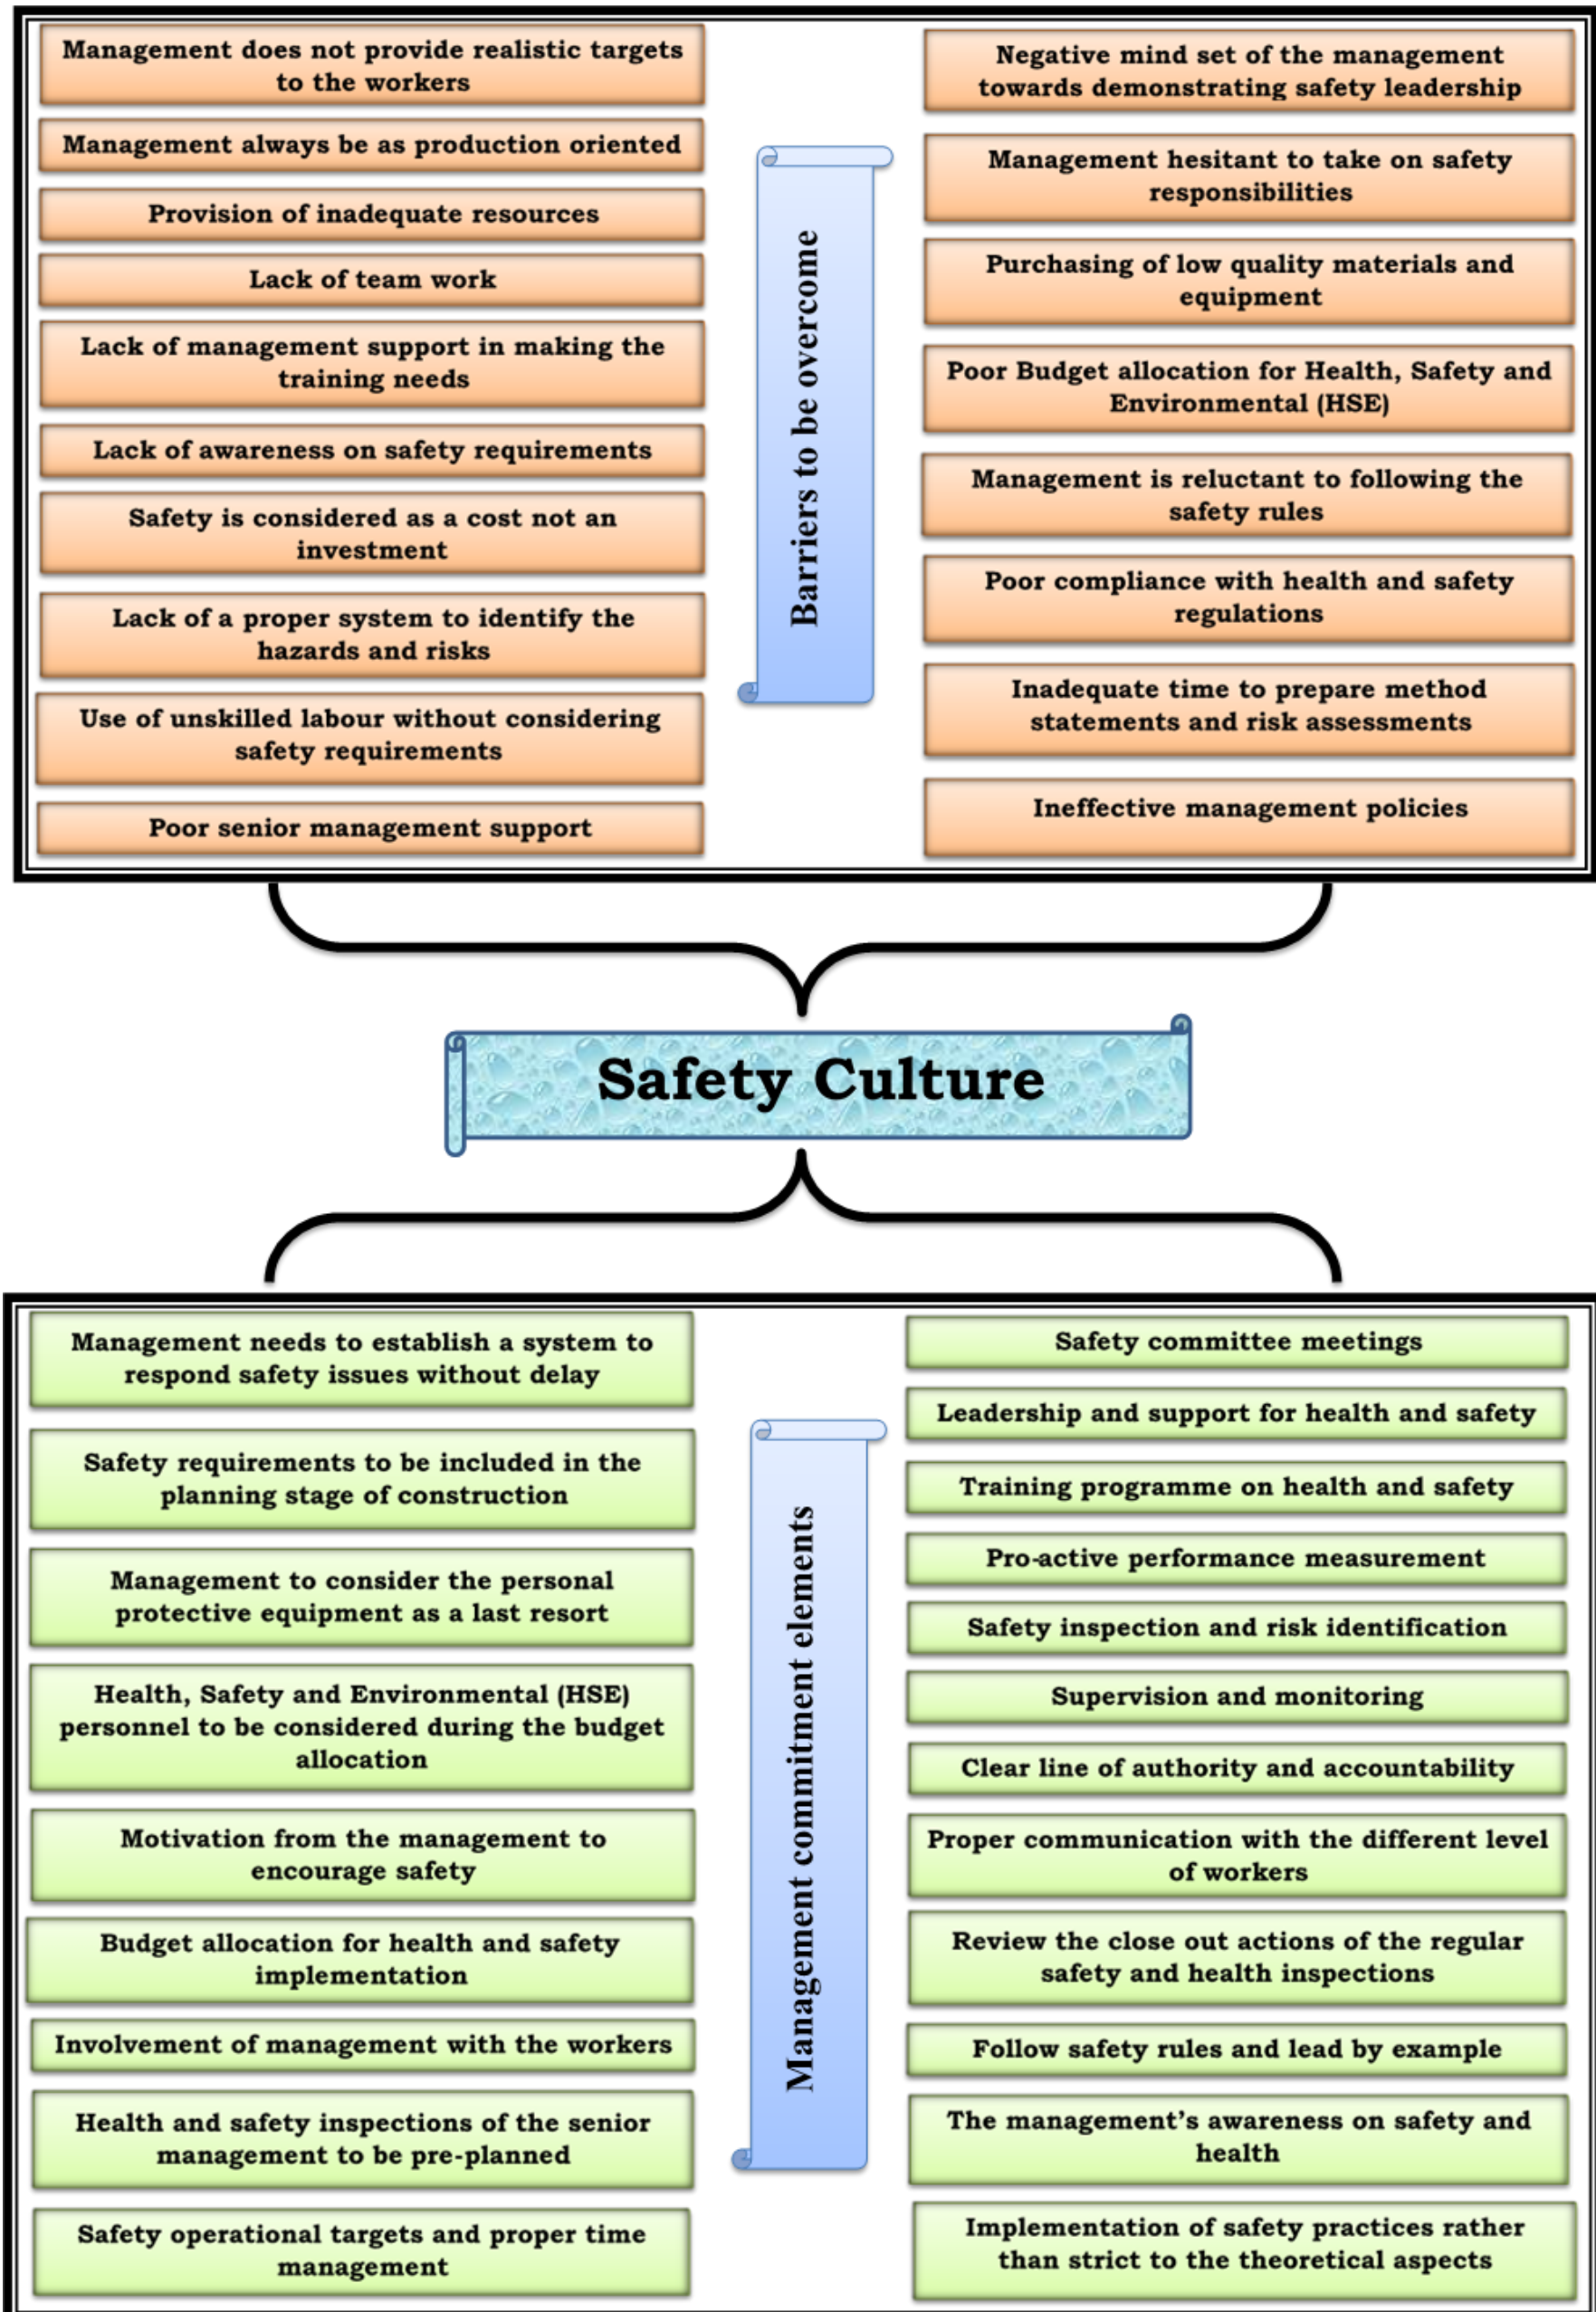 Management does not provide realistic targets
to the workers
Management always be as production oriented
Provision of inadequate resources
Lack of team work
Lack of management support in making the
training needs
Lack of awareness on safety requirements
Safety is considered as a cost not an
investment
Lack of a proper system to identify the
hazards and risks
Use of unskilled labour without considering
safety requirements
Poor senior management support
Barriers to be overcome
Negative mind set of the management
towards demonstrating safety leadership
Management hesitant to take on safety
responsibilities
Purchasing of low quality materials and
equipment
Poor Budget allocation for Health, Safety and
Environmental (HSE)
Management is reluctant to following the
safety rules
Poor compliance with health and safety
regulations
Inadequate time to prepare method
statements and risk assessments
Ineffective management policies
Safety Culture
Management needs to establish a system to
respond safety issues without delay
Safety requirements to be included in the
planning stage of construction
Management to consider the personal
protective equipment as a last resort
Health, Safety and Environmental (HSE)
personnel to be considered during the budget
allocation
Motivation from the management to
encourage safety
Budget allocation for health and safety
implementation
Involvement of management with the workers
Health and safety inspections of the senior
management to be pre-planned
Safety operational targets and proper time
management
Management commitment elements
Safety committee meetings
Leadership and support for health and safety
Training programme on health and safety
Pro-active performance measurement
Safety inspection and risk identification
Supervision and monitoring
Clear line of authority and accountability
Proper communication with the different level
of workers
Review the close out actions of the regular
safety and health inspections
Follow safety rules and lead by example
The management's awareness on safety and
health
Implementation of safety practices rather
than strict to the theoretical aspects